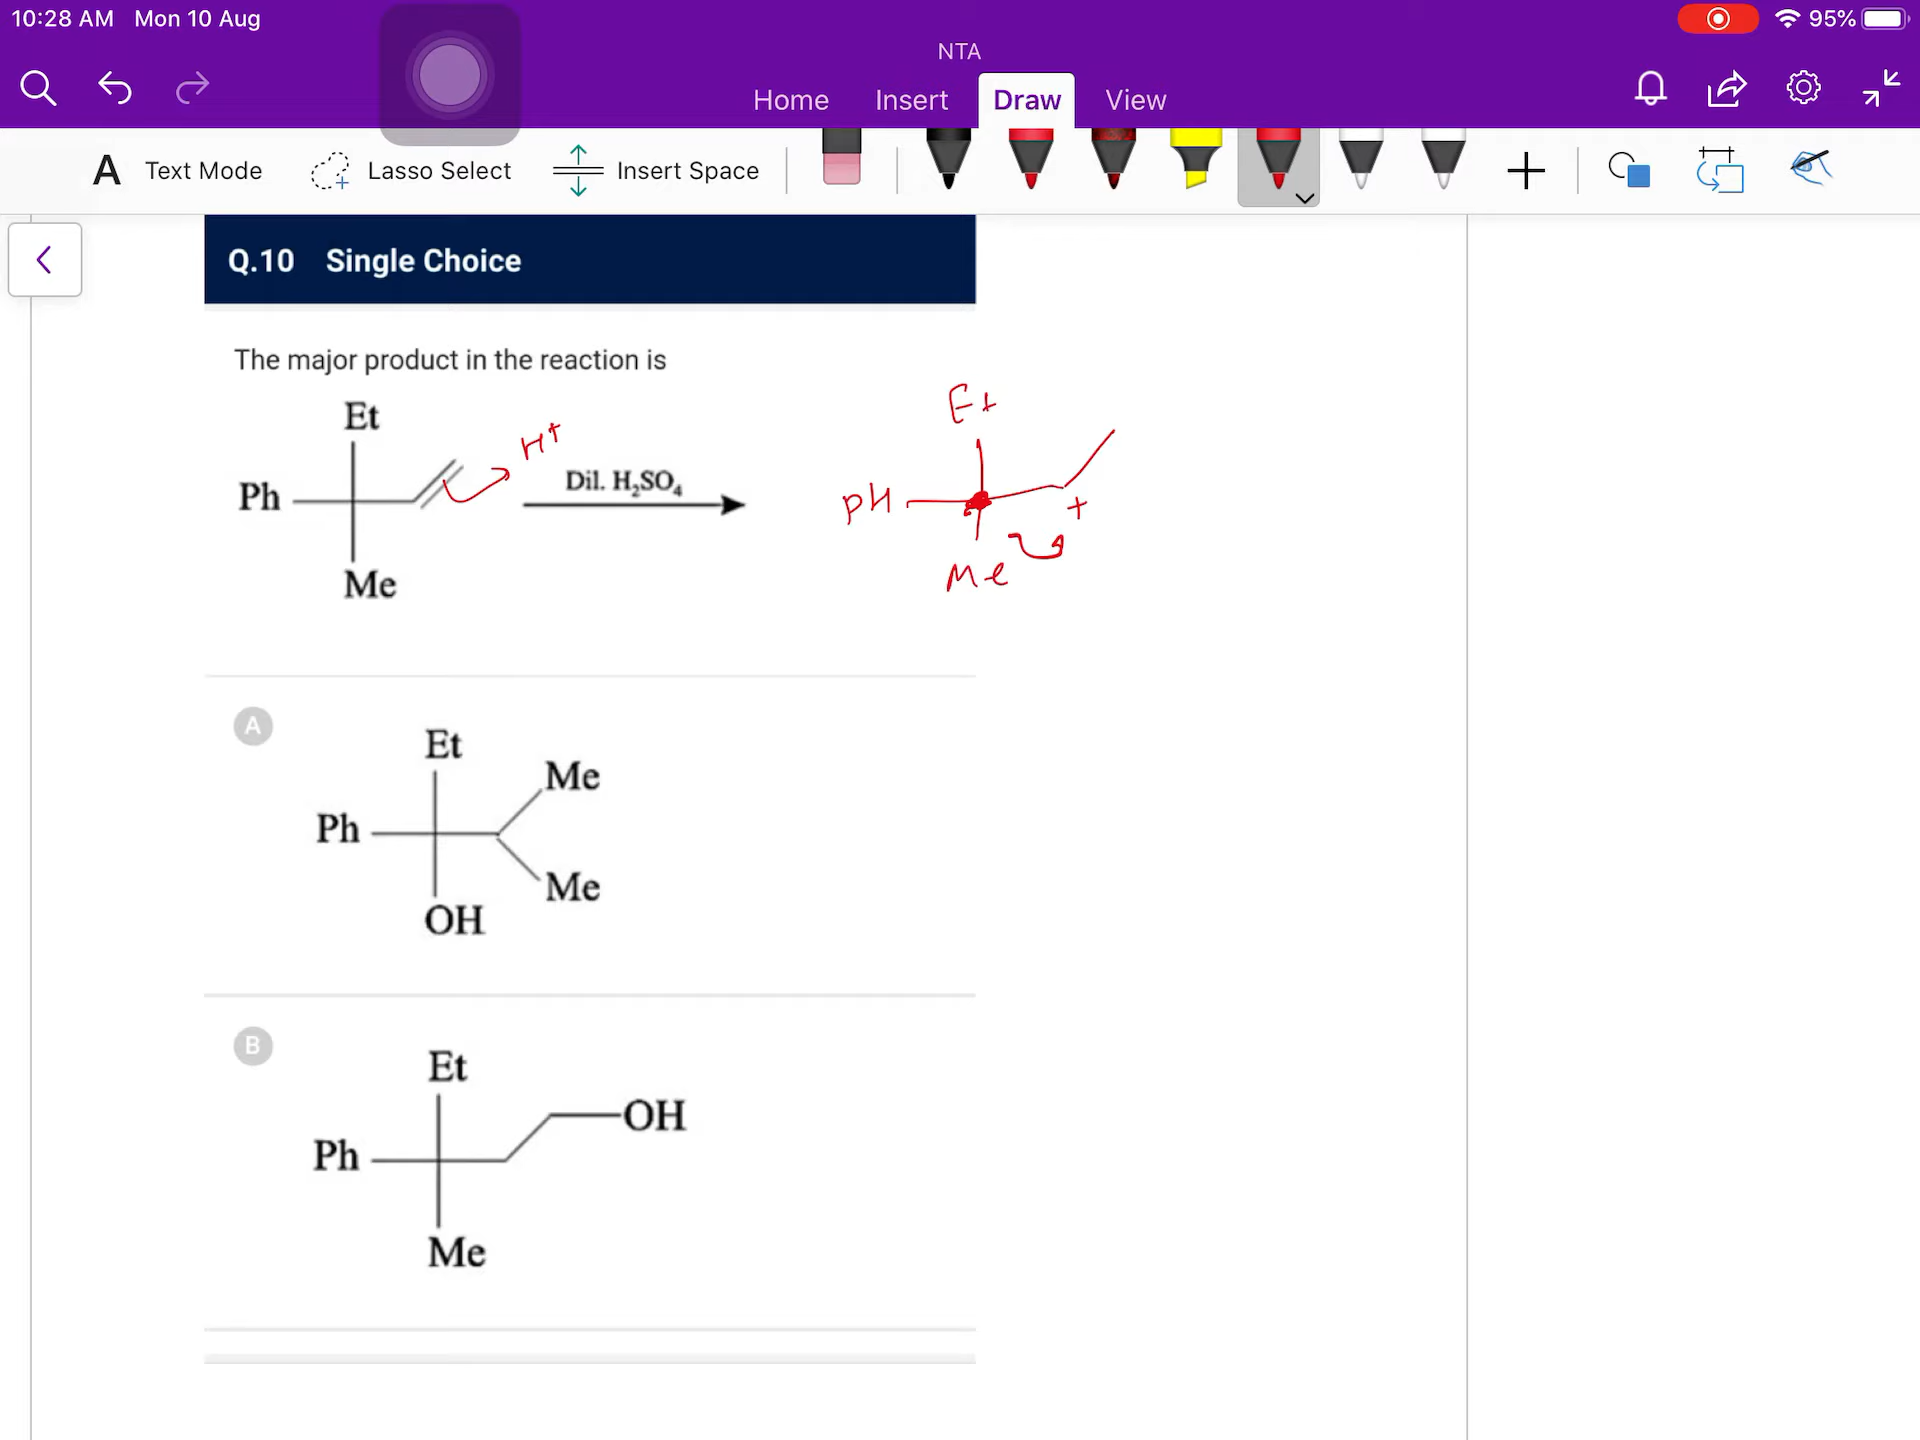 10:28 AM Mon 10 Aug
95%
NTA
Home Insert Draw View
A Text Mode Lasso Select Insert Space
Q.10 Single Choice
The major product in the reaction is
Et
H+
Ph
Dil. H₂SO₄
Me
Et
PH
+
Me
A
Et
Me
Ph
Me
OH
B
Et
OH
Ph
Me